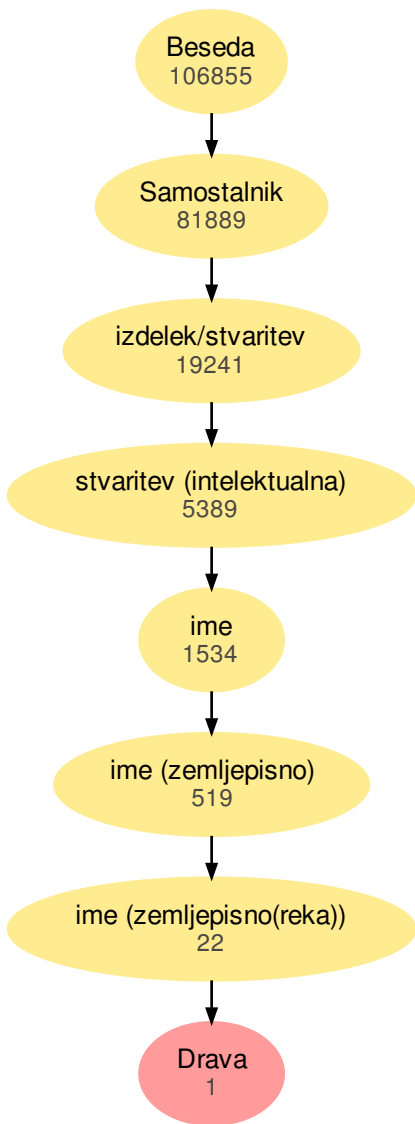 Beseda
106855
Samostalnik
81889
izdelek/stvaritev
19241
stvaritev (intelektualna)
5389
ime
1534
ime (zemljepisno)
519
ime (zemljepisno(reka))
22
Drava
1